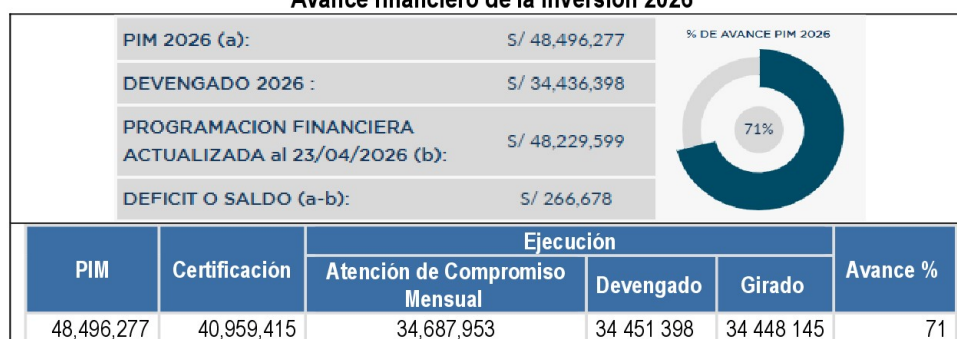 Avance financiero de la inversión 2026
PIM 2026 (a): S/ 48,496,277
% DE AVANCE PIM 2026
DEVENGADO 2026 : S/ 34,436,398
PROGRAMACION FINANCIERA
ACTUALIZADA al 23/04/2026 (b): S/ 48,229,599
71%
DEFICIT O SALDO (a-b): S/ 266,678
PIM Certificación Ejecución Avance %
Atención de Compromiso Mensual Devengado Girado
48,496,277 40,959,415 34,687,953 34 451 398 34 448 145 71